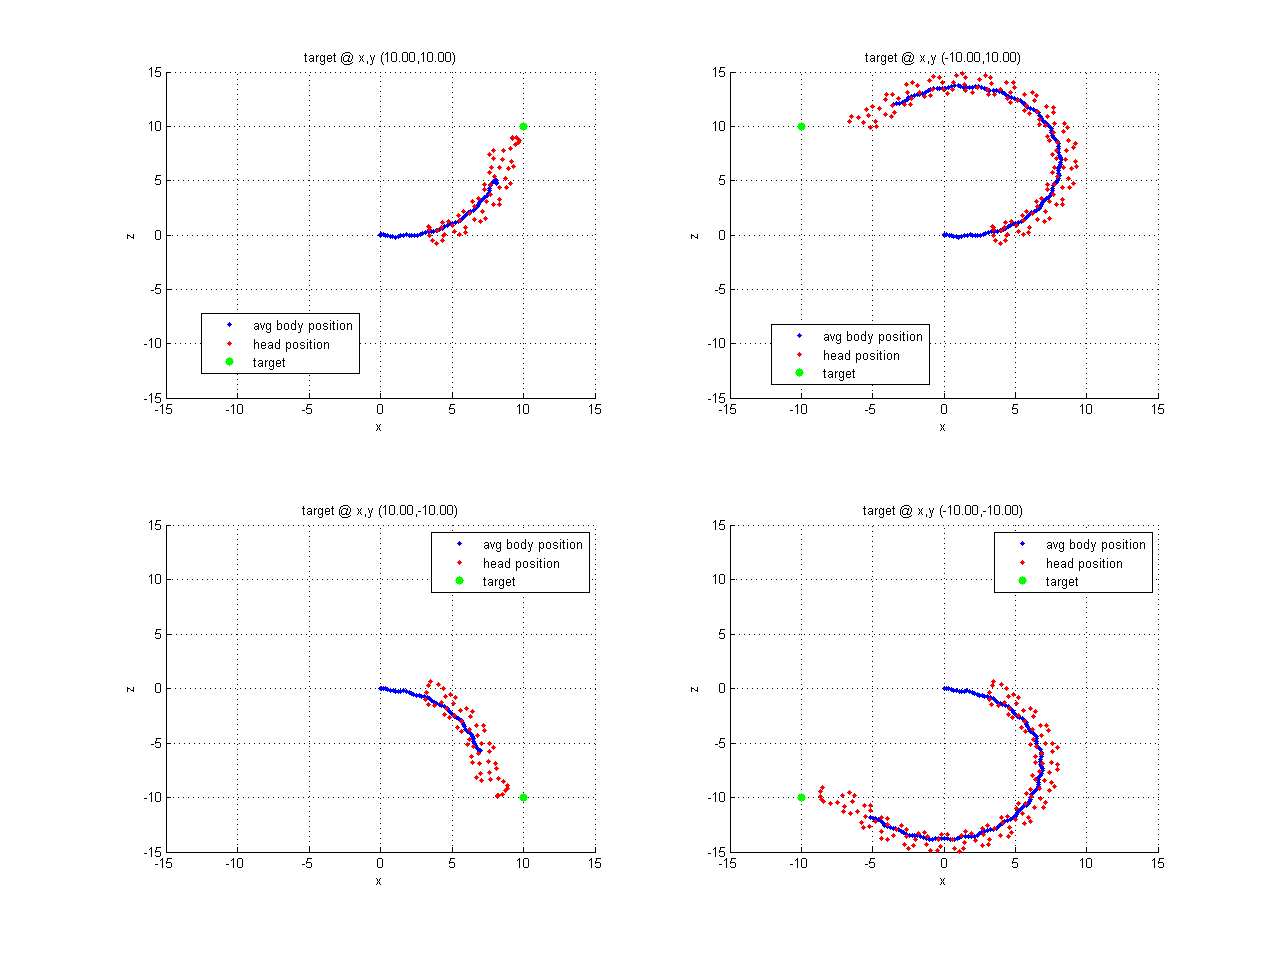 target @ x,y (10.00,10.00)
15
10
5
0
-5
-10
-15
z
-15 -10 -5 0 5 10 15
x
avg body position
head position
target
target @ x,y (-10.00,10.00)
15
10
5
0
-5
-10
-15
z
-15 -10 -5 0 5 10 15
x
avg body position
head position
target
target @ x,y (10.00,-10.00)
15
10
5
0
-5
-10
-15
z
-15 -10 -5 0 5 10 15
x
avg body position
head position
target
target @ x,y (-10.00,-10.00)
15
10
5
0
-5
-10
-15
z
-15 -10 -5 0 5 10 15
x
avg body position
head position
target